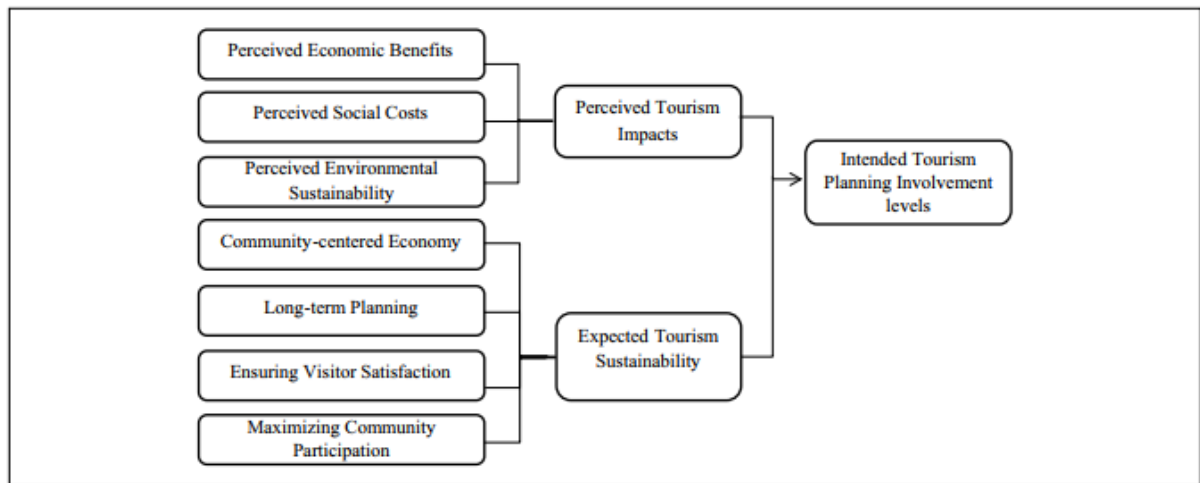 Perceived Economic Benefits
Perceived Social Costs
Perceived Environmental
Sustainability
Community-centered Economy
Long-term Planning
Ensuring Visitor Satisfaction
Maximizing Community
Participation
Perceived Tourism
Impacts
Expected Tourism
Sustainability
Intended Tourism
Planning Involvement
levels